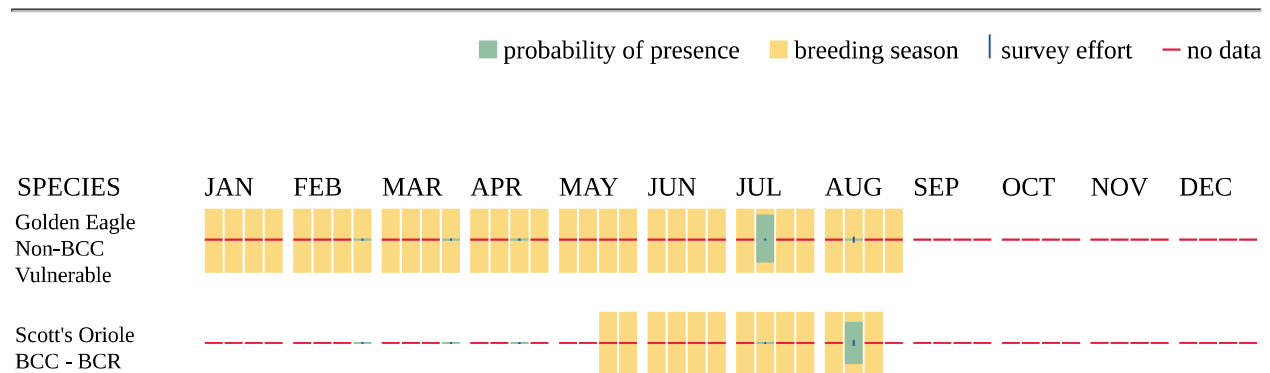 probability of presence breeding season survey effort no data
SPECIES JAN FEB MAR APR MAY JUN JUL AUG SEP OCT NOV DEC
Golden Eagle
Non-BCC
Vulnerable
Scott's Oriole
BCC - BCR